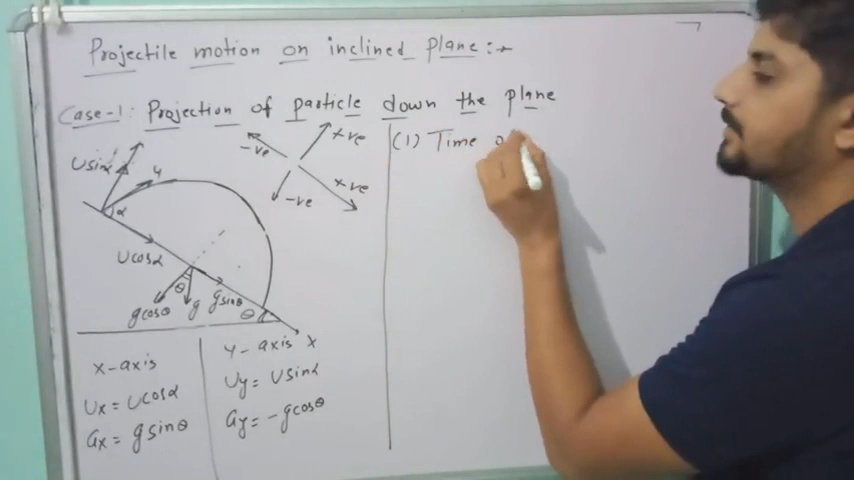 Projectile motion on inclined plane:-
Case-1: Projection of particle down the plane
(1) Time o
-ve
+ve
+ve
-ve
Usinα
u
α
Ucosα
θ
gcosθ
g
gsinθ
θ
x
X-axis
Ux = Ucosα
ax = gsinθ
Y-axis
Uy = Usinα
ay = -gcosθ